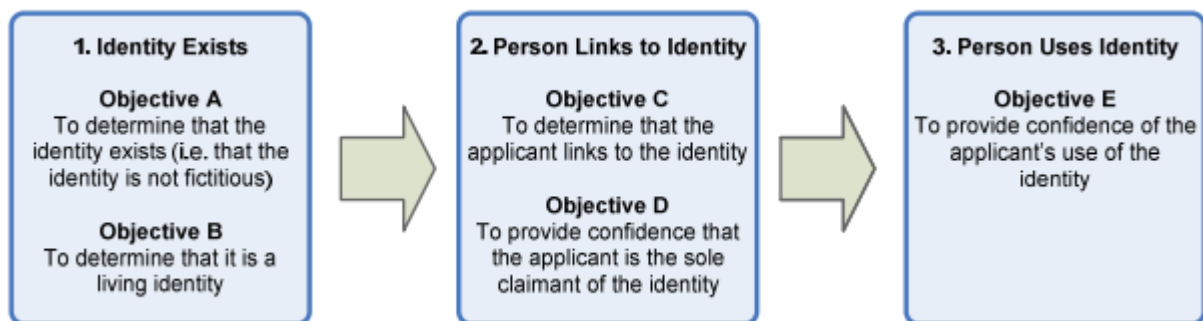 1. Identity Exists
Objective A
To determine that the
identity exists (i.e. that the
identity is not fictitious)
Objective B
To determine that it is a
living identity
2. Person Links to Identity
Objective C
To determine that the
applicant links to the identity
Objective D
To provide confidence that
the applicant is the sole
claimant of the identity
3. Person Uses Identity
Objective E
To provide confidence of the
applicant's use of the
identity